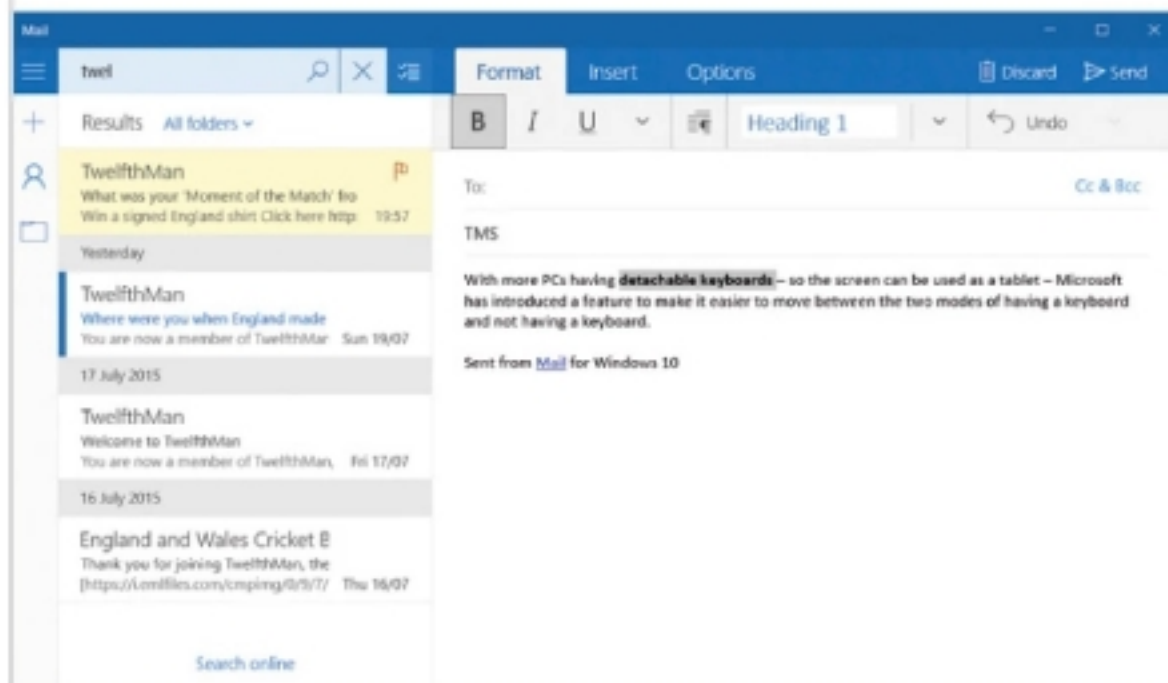 Mail
twel
Results All folders
TwelfthMan
What was your 'Moment of the Match' fro
Win a signed England shirt Click here http: 19:57
Yesterday
TwelfthMan
Where were you when England made
You are now a member of TwelfthMar Sun 19/07
17 July 2015
TwelfthMan
Welcome to TwelfthMan
You are now a member of TwelfthMan, Fri 17/07
16 July 2015
England and Wales Cricket B
Thank you for joining TwelfthMan, the
Thu 16/07
Search online
Format Insert Options Discard Send
B I U Heading 1 Undo
To: Cc & Bcc
TMS
With more PCs having detachable keyboards – so the screen can be used as a tablet – Microsoft
has introduced a feature to make it easier to move between the two modes of having a keyboard
and not having a keyboard.
Sent from Mail for Windows 10